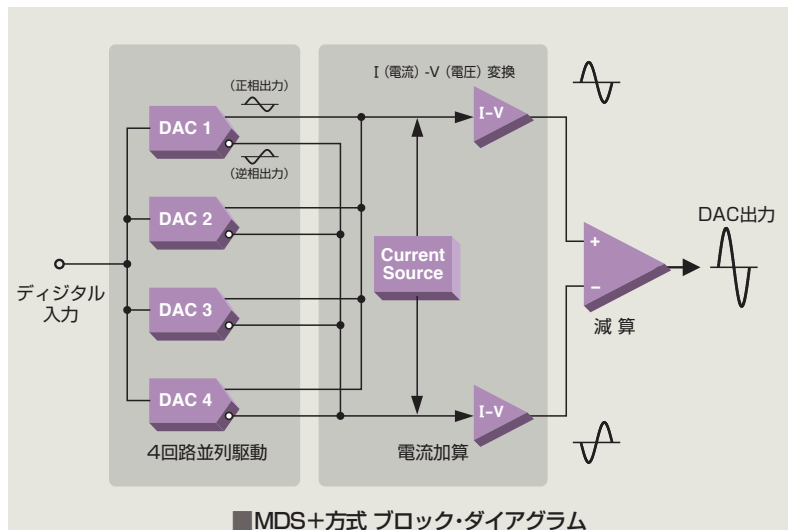 I（電流）-V（電圧）変換
（正相出力）
I-V
DAC 1
（逆相出力）
DAC 2
DAC出力
+
Current
Source
−
ディジタル
入力
DAC 3
減 算
DAC 4
I-V
4回路並列駆動
電流加算
■MDS+方式 ブロック・ダイアグラム